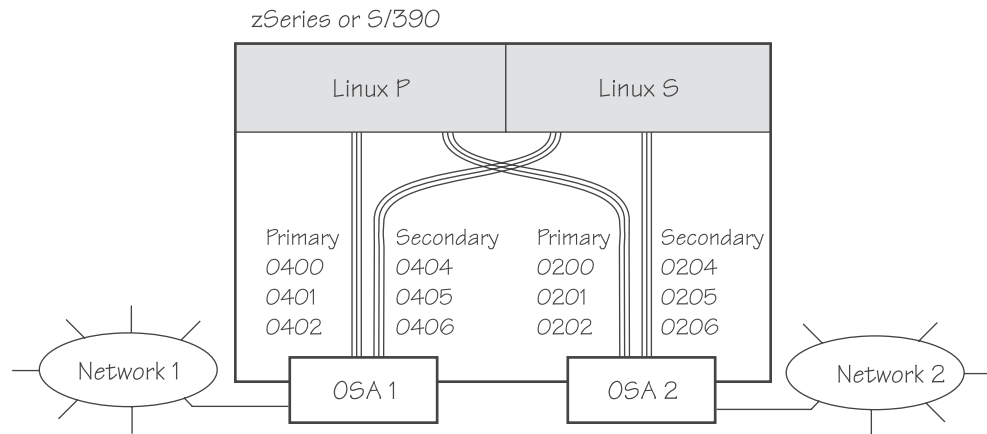 zSeries or S/390
Linux P
Linux S
Primary
0400
0401
0402
Secondary
0404
0405
0406
Primary
0200
0201
0202
Secondary
0204
0205
0206
Network 1
OSA 1
OSA 2
Network 2